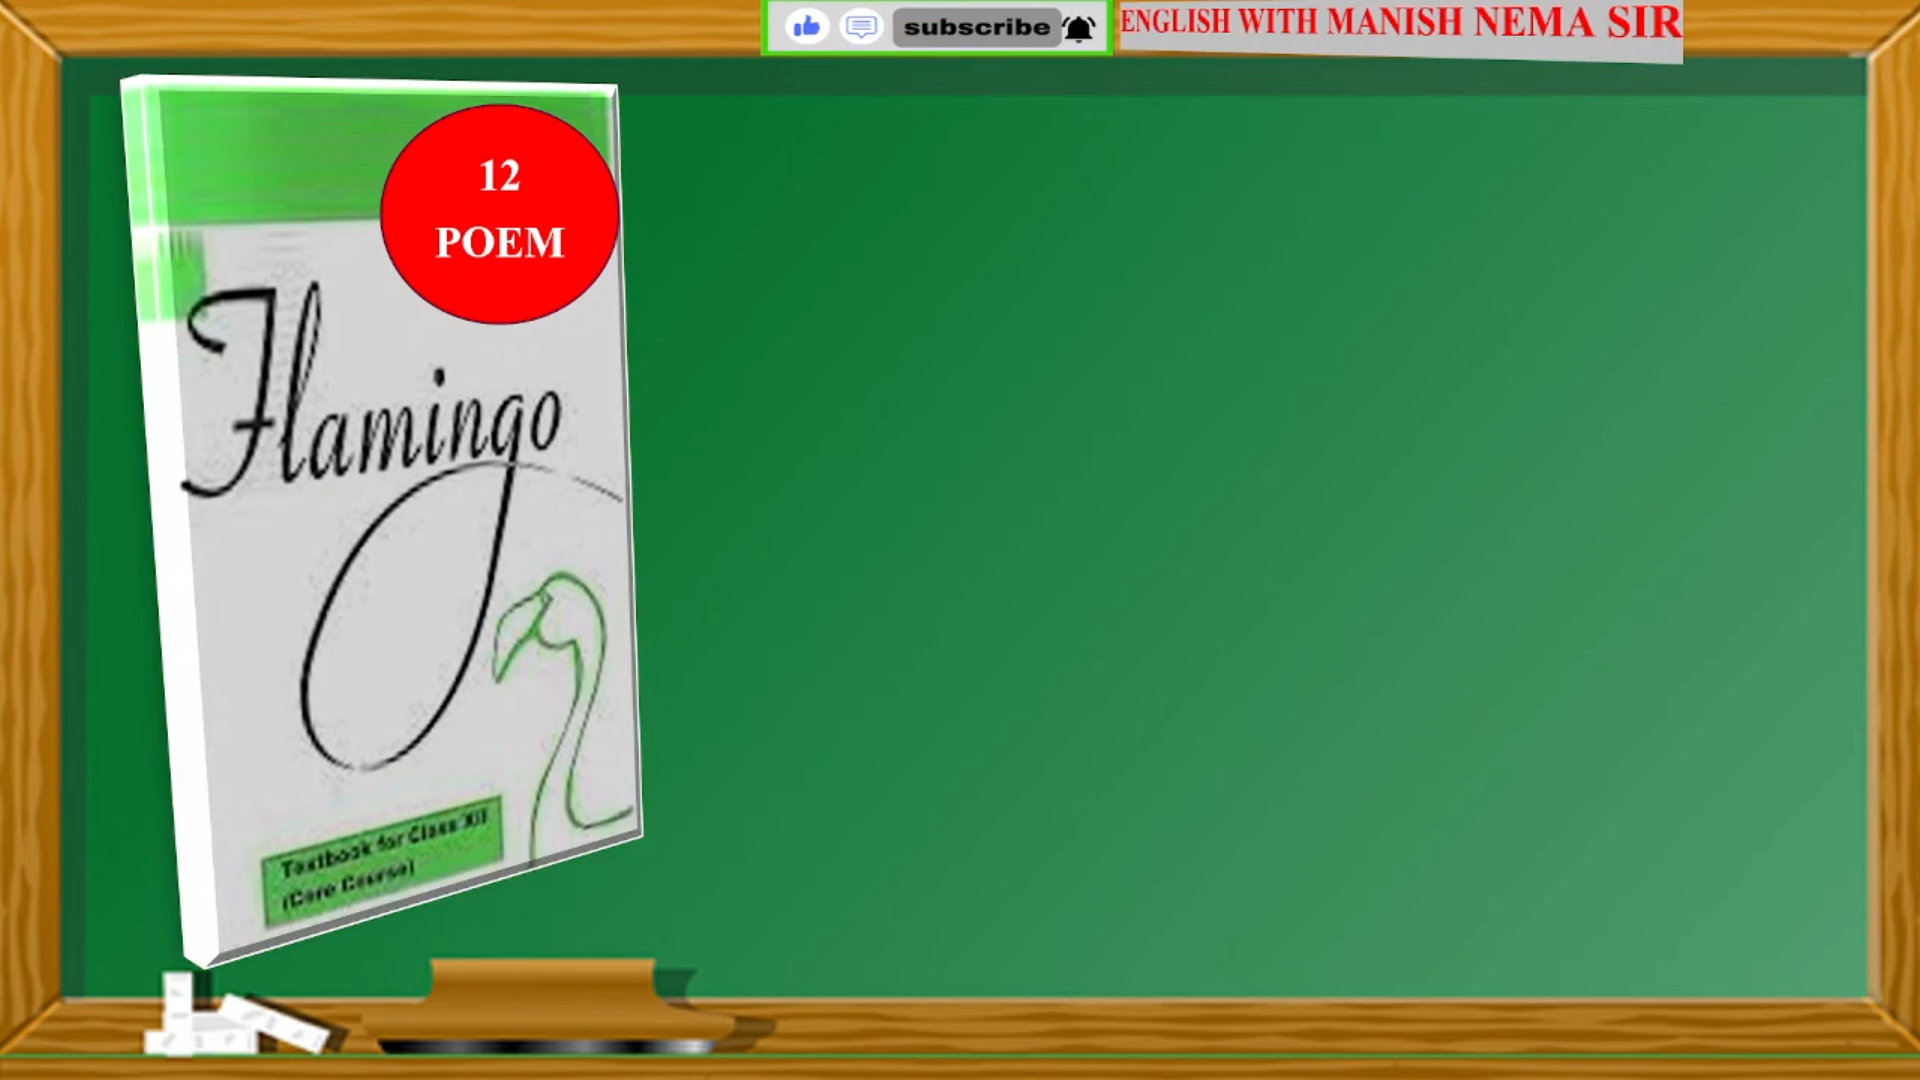 subscribe
ENGLISH WITH MANISH NEMA SIR
12
POEM
Flamingo
Textbook for Class XII
(Core Course)